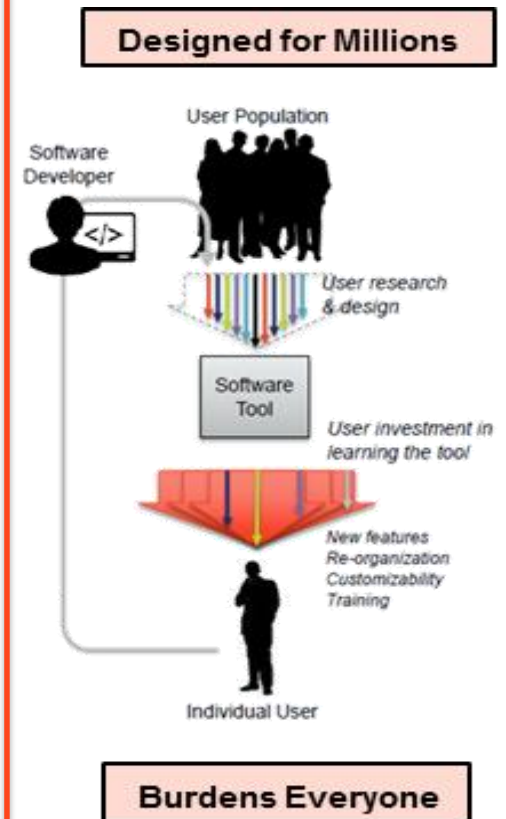 Designed for Millions
User Population
Software
Developer
</>
User research
& design
Software
Tool
User investment in
learning the tool
New features
Re-organization
Customizability
Training
Individual User
Burdens Everyone